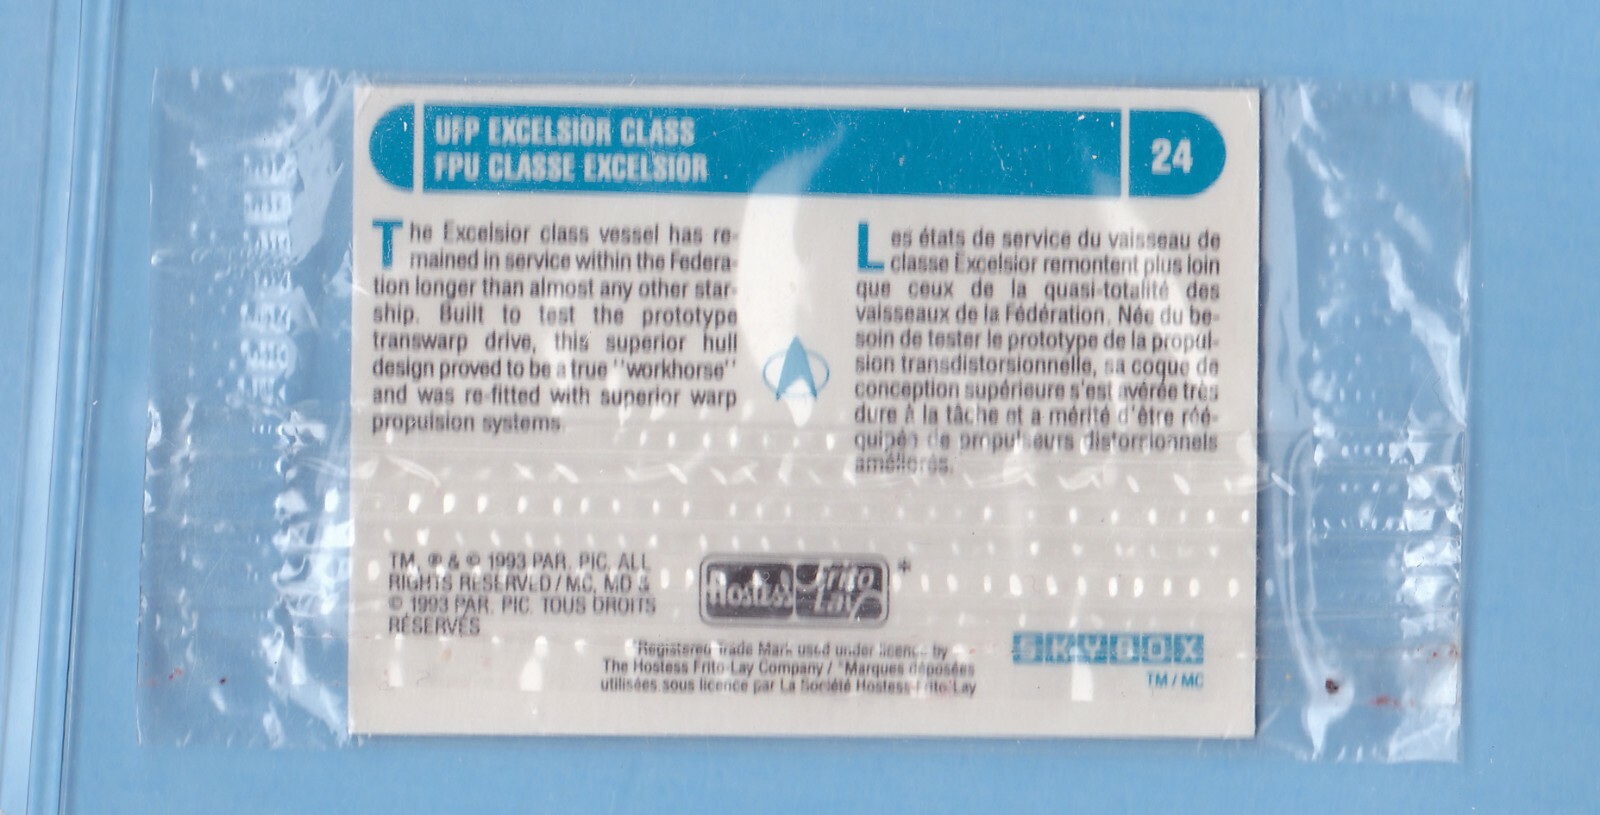 UFP EXCELSIOR CLASS
FPU CLASSE EXCELSIOR
24
The Excelsior class vessel has re-
mained in service within the Federa-
tion longer than almost any other star-
ship. Built to test the prototype
transwarp drive, this superior hull
design proved to be a true "workhorse"
and was re-fitted with superior warp
propulsion systems.
Les états de service du vaisseau de
classe Excelsior remontent plus loin
que ceux de la quasi-totalité des
vaisseaux de la Fédération. Née du be-
soin de tester le prototype de la propul-
sion transdistorsionnelle, sa coque de
conception supérieure s'est avérée très
dure à la tâche et a mérité d'être réé-
quipée de propulseurs distorsionnels
améliorés.
TM, ® & © 1993 PAR. PIC. ALL
RIGHTS RESERVED / MC, MD &
© 1993 PAR. PIC. TOUS DROITS
RÉSERVÉS
Hostess Frito Lay *
*Registered Trade Mark used under licence by
The Hostess Frito-Lay Company / *Marques déposées
utilisées sous licence par La Société Hostess Frito-Lay
SKYBOX
TM / MC